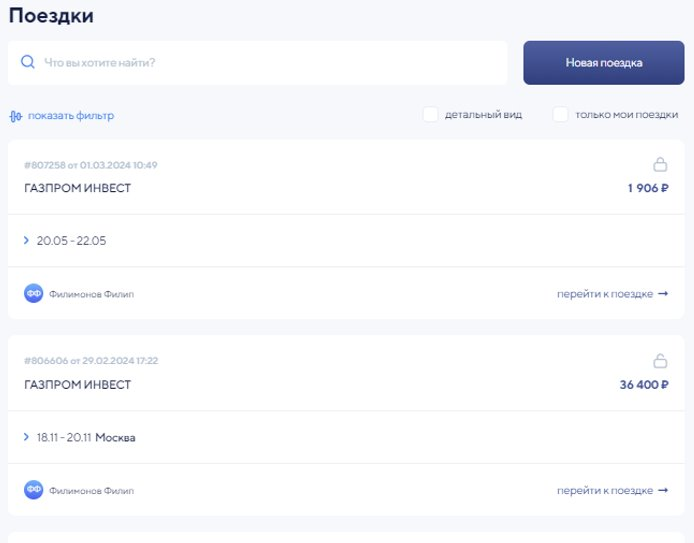 Поездки
Что вы хотите найти?
Новая поездка
показать фильтр
детальный вид
только мои поездки
#807258 от 01.03.2024 10:49
ГАЗПРОМ ИНВЕСТ
1 906 ₽
20.05 - 22.05
ФФ Филимонов Филип
перейти к поездке →
#806606 от 29.02.2024 17:22
ГАЗПРОМ ИНВЕСТ
36 400 ₽
18.11 - 20.11 Москва
ФФ Филимонов Филип
перейти к поездке →